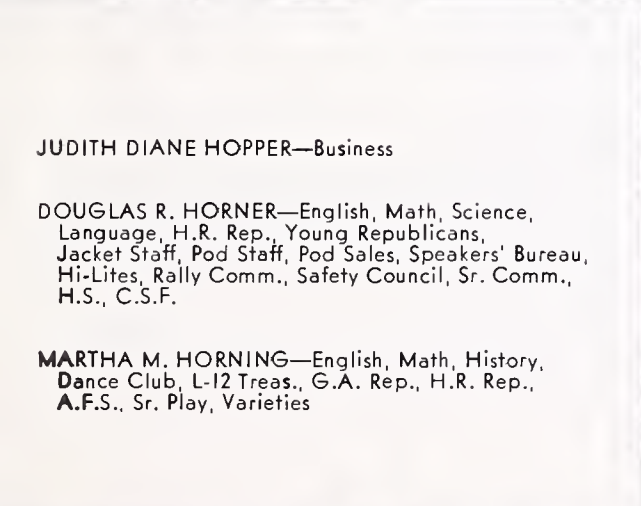 JUDITH DIANE HOPPER—Business
DOUGLAS R. HORNER—English, Math, Science,
Language, H.R. Rep., Young Republicans,
Jacket Staff, Pod Staff, Pod Sales, Speakers' Bureau,
Hi-Lites, Rally Comm., Safety Council, Sr. Comm.,
H.S., C.S.F.
MARTHA M. HORNING—English, Math, History,
Dance Club, L-12 Treas., G.A. Rep., H.R. Rep.,
A.F.S., Sr. Play, Varieties